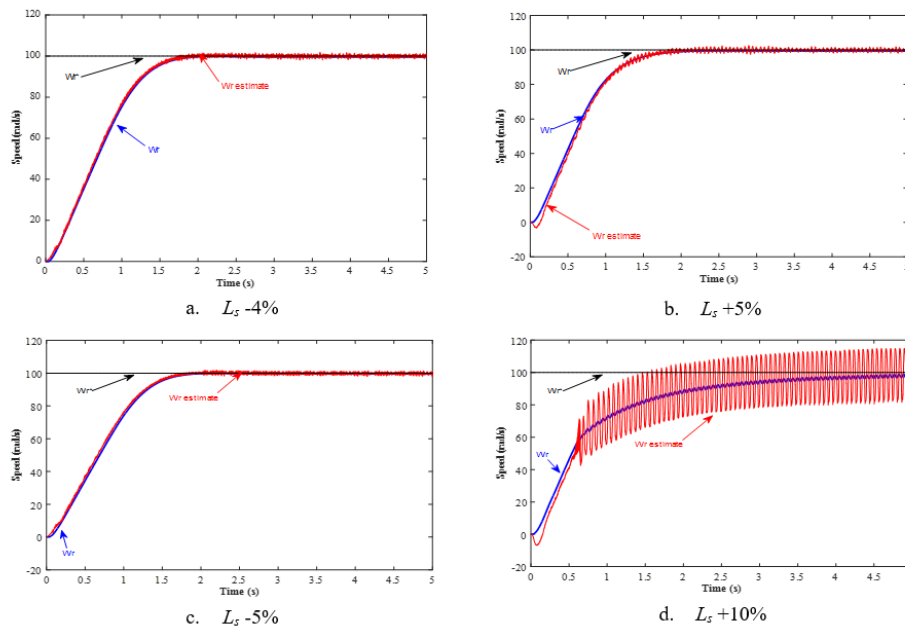 120
100
80
60
40
20
0
Speed (rad/s)
Wr*
Wr estimate
Wr
0 0.5 1 1.5 2 2.5 3 3.5 4 4.5 5
Time (s)
a. Ls -4%
100
80
60
40
20
0
-20
Speed (rad/s)
Wr*
Wr
Wr estimate
0 0.5 1 1.5 2 2.5 3 3.5 4 4.5 5
Time (s)
b. Ls +5%
120
100
80
60
40
20
0
-20
Speed (rad/s)
Wr*
Wr estimate
Wr
0 0.5 1 1.5 2 2.5 3 3.5 4 4.5 5
Time (s)
c. Ls -5%
120
100
80
60
40
20
0
-20
Speed (rad/s)
Wr*
Wr estimate
Wr
0 0.5 1 1.5 2 2.5 3 3.5 4 4.5
Time (s)
d. Ls +10%